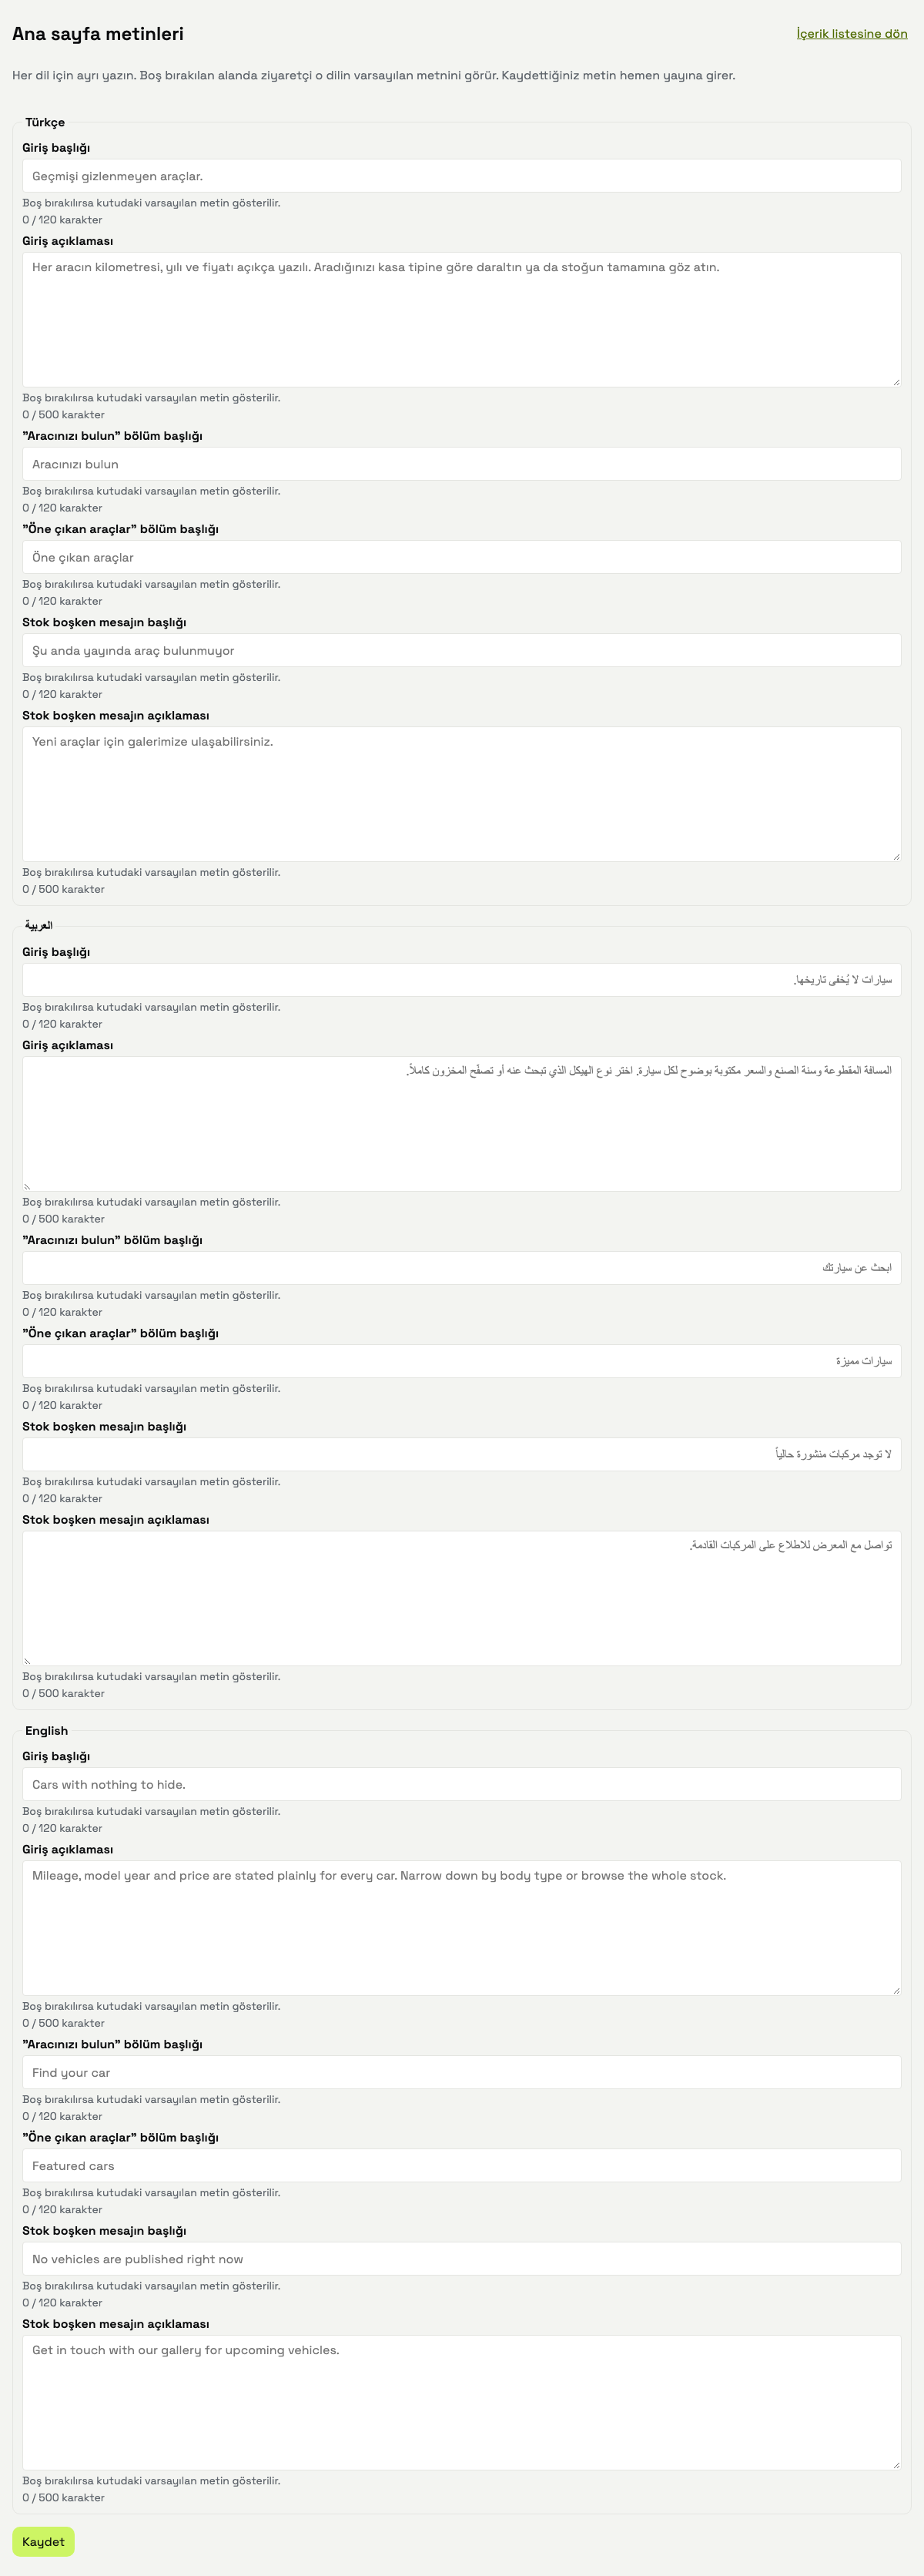 Ana sayfa metinleri
İçerik listesine dön
Her dil için ayrı yazın. Boş bırakılan alanda ziyaretçi o dilin varsayılan metnini görür. Kaydettiğiniz metin hemen yayına girer.
Türkçe
Giriş başlığı
Geçmişi gizlenmeyen araçlar.
Boş bırakılırsa kutudaki varsayılan metin gösterilir.
0 / 120 karakter
Giriş açıklaması
Her aracın kilometresi, yılı ve fiyatı açıkça yazılı. Aradığınızı kasa tipine göre daraltın ya da stoğun tamamına göz atın.
Boş bırakılırsa kutudaki varsayılan metin gösterilir.
0 / 500 karakter
"Aracınızı bulun" bölüm başlığı
Aracınızı bulun
Boş bırakılırsa kutudaki varsayılan metin gösterilir.
0 / 120 karakter
"Öne çıkan araçlar" bölüm başlığı
Öne çıkan araçlar
Boş bırakılırsa kutudaki varsayılan metin gösterilir.
0 / 120 karakter
Stok boşken mesajın başlığı
Şu anda yayında araç bulunmuyor
Boş bırakılırsa kutudaki varsayılan metin gösterilir.
0 / 120 karakter
Stok boşken mesajın açıklaması
Yeni araçlar için galerimize ulaşabilirsiniz.
Boş bırakılırsa kutudaki varsayılan metin gösterilir.
0 / 500 karakter
العربية
Giriş başlığı
سيارات لا يُخفى تاريخها.
Boş bırakılırsa kutudaki varsayılan metin gösterilir.
0 / 120 karakter
Giriş açıklaması
المسافة المقطوعة وسنة الصنع والسعر مكتوبة بوضوح لكل سيارة. اختر نوع الهيكل الذي تبحث عنه أو تصفّح المخزون كاملاً.
Boş bırakılırsa kutudaki varsayılan metin gösterilir.
0 / 500 karakter
"Aracınızı bulun" bölüm başlığı
ابحث عن سيارتك
Boş bırakılırsa kutudaki varsayılan metin gösterilir.
0 / 120 karakter
"Öne çıkan araçlar" bölüm başlığı
سيارات مميزة
Boş bırakılırsa kutudaki varsayılan metin gösterilir.
0 / 120 karakter
Stok boşken mesajın başlığı
لا توجد مركبات منشورة حالياً
Boş bırakılırsa kutudaki varsayılan metin gösterilir.
0 / 120 karakter
Stok boşken mesajın açıklaması
تواصل مع المعرض للاطلاع على المركبات القادمة.
Boş bırakılırsa kutudaki varsayılan metin gösterilir.
0 / 500 karakter
English
Giriş başlığı
Cars with nothing to hide.
Boş bırakılırsa kutudaki varsayılan metin gösterilir.
0 / 120 karakter
Giriş açıklaması
Mileage, model year and price are stated plainly for every car. Narrow down by body type or browse the whole stock.
Boş bırakılırsa kutudaki varsayılan metin gösterilir.
0 / 500 karakter
"Aracınızı bulun" bölüm başlığı
Find your car
Boş bırakılırsa kutudaki varsayılan metin gösterilir.
0 / 120 karakter
"Öne çıkan araçlar" bölüm başlığı
Featured cars
Boş bırakılırsa kutudaki varsayılan metin gösterilir.
0 / 120 karakter
Stok boşken mesajın başlığı
No vehicles are published right now
Boş bırakılırsa kutudaki varsayılan metin gösterilir.
0 / 120 karakter
Stok boşken mesajın açıklaması
Get in touch with our gallery for upcoming vehicles.
Boş bırakılırsa kutudaki varsayılan metin gösterilir.
0 / 500 karakter
Kaydet